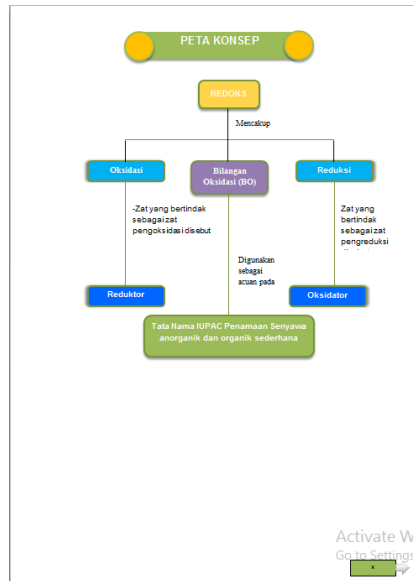 PETA KONSEP
REDOKS
Mencakup
Oksidasi
Bilangan
Oksidasi (BO)
Reduksi
-Zat yang bertindak
sebagai zat
pengoksidasi disebut
Zat yang
bertindak
sebagai zat
pengreduksi
Digunakan
sebagai
acuan pada
Reduktor
Oksidator
Tata Nama IUPAC Penamaan Senyawa
anorganik dan organik sederhana
Activate W
Go to Settings
x